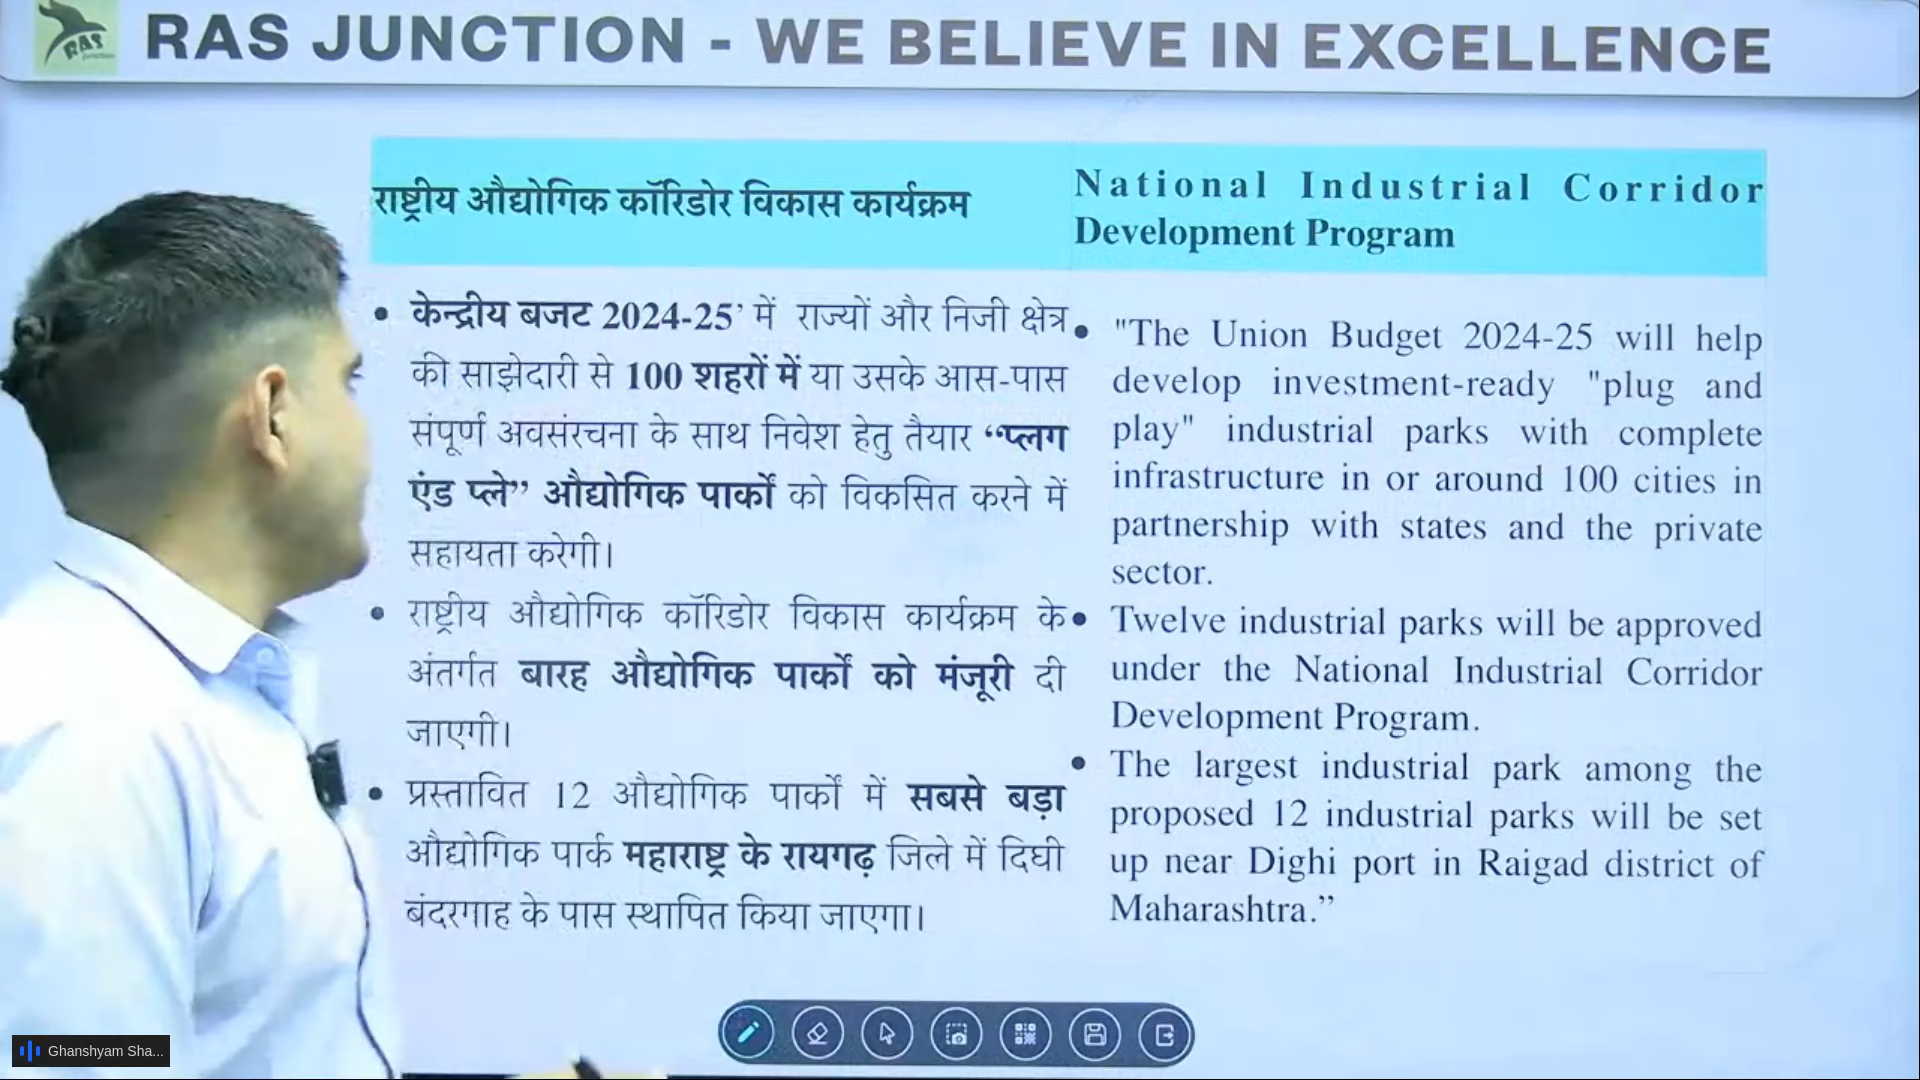 RAS JUNCTION - WE BELIEVE IN EXCELLENCE
RAS
Junction
राष्ट्रीय औद्योगिक कॉरिडोर विकास कार्यक्रम
National Industrial Corridor
Development Program
• केन्द्रीय बजट 2024-25’ में राज्यों और निजी क्षेत्र
की साझेदारी से 100 शहरों में या उसके आस-पास
संपूर्ण अवसंरचना के साथ निवेश हेतु तैयार “प्लग
एंड प्ले” औद्योगिक पार्कों को विकसित करने में
सहायता करेगी।
• राष्ट्रीय औद्योगिक कॉरिडोर विकास कार्यक्रम के
अंतर्गत बारह औद्योगिक पार्कों को मंजूरी दी
जाएगी।
• प्रस्तावित 12 औद्योगिक पार्कों में सबसे बड़ा
औद्योगिक पार्क महाराष्ट्र के रायगढ़ जिले में दिघी
बंदरगाह के पास स्थापित किया जाएगा।
• "The Union Budget 2024-25 will help
develop investment-ready "plug and
play" industrial parks with complete
infrastructure in or around 100 cities in
partnership with states and the private
sector.
• Twelve industrial parks will be approved
under the National Industrial Corridor
Development Program.
• The largest industrial park among the
proposed 12 industrial parks will be set
up near Dighi port in Raigad district of
Maharashtra.”
Ghanshyam Sha...